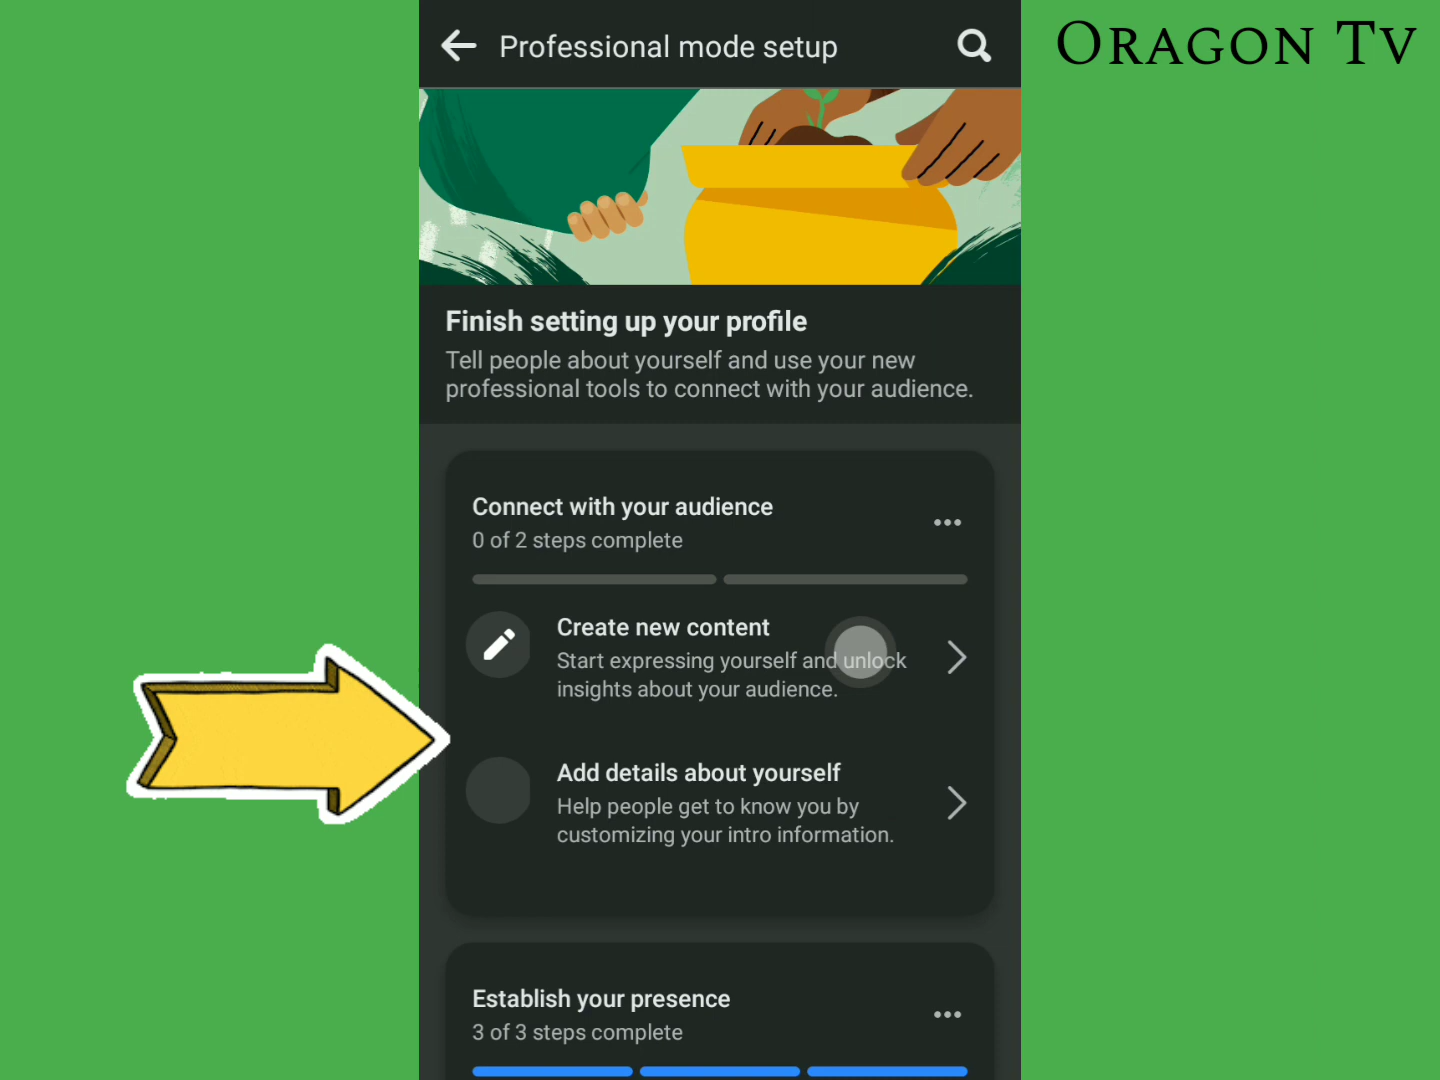 Professional mode setup
ORAGON TV
Finish setting up your profile
Tell people about yourself and use your new
professional tools to connect with your audience.
Connect with your audience
0 of 2 steps complete
Create new content
Start expressing yourself and unlock
insights about your audience.
Add details about yourself
Help people get to know you by
customizing your intro information.
Establish your presence
3 of 3 steps complete